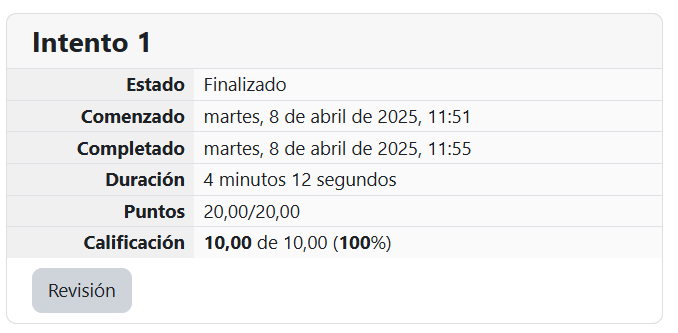 Intento 1
Estado Finalizado
Comenzado martes, 8 de abril de 2025, 11:51
Completado martes, 8 de abril de 2025, 11:55
Duración 4 minutos 12 segundos
Puntos 20,00/20,00
Calificación 10,00 de 10,00 (100%)
Revisión